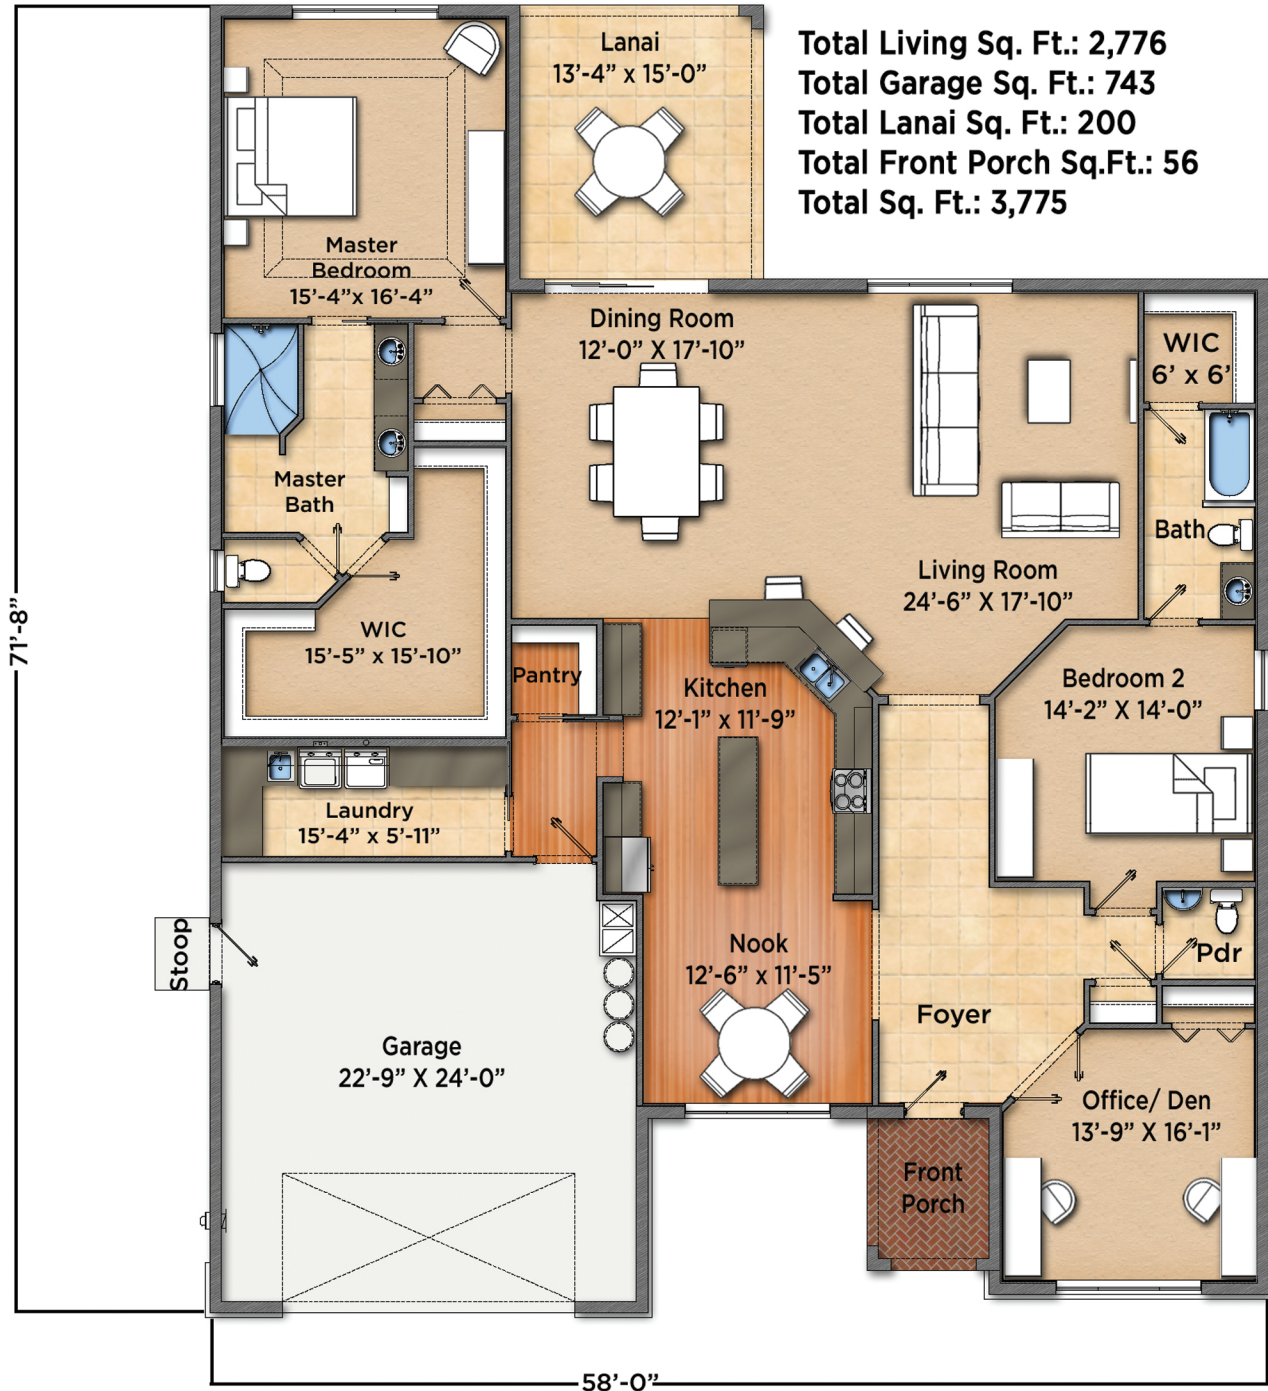 Total Living Sq. Ft.: 2,776
Total Garage Sq. Ft.: 743
Total Lanai Sq. Ft.: 200
Total Front Porch Sq.Ft.: 56
Total Sq. Ft.: 3,775
Lanai
13’-4” x 15’-0”
Master
Bedroom
15’-4”x 16’-4”
Dining Room
12’-0” X 17’-10”
WIC
6’ x 6’
Master
Bath
Bath
Living Room
24’-6” X 17’-10”
WIC
15’-5” x 15’-10”
Pantry
Kitchen
12’-1” x 11’-9”
Bedroom 2
14’-2” X 14’-0”
71’-8”
Laundry
15’-4” x 5’-11”
Stoop
Nook
12’-6” x 11’-5”
Pdr
Foyer
Garage
22’-9” X 24’-0”
Office/ Den
13’-9” X 16’-1”
Front
Porch
58’-0”